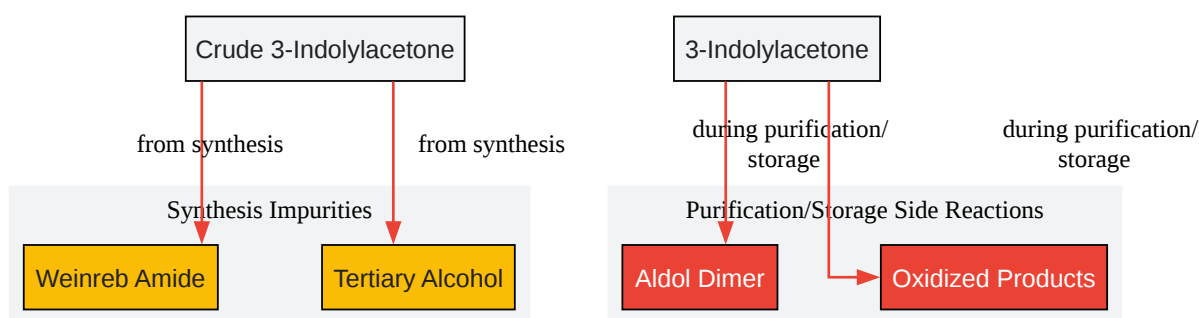 Crude 3-Indolylacetone
3-Indolylacetone
from synthesis
from synthesis
during purification/
storage
during purification/
storage
Synthesis Impurities
Purification/Storage Side Reactions
Weinreb Amide
Tertiary Alcohol
Aldol Dimer
Oxidized Products